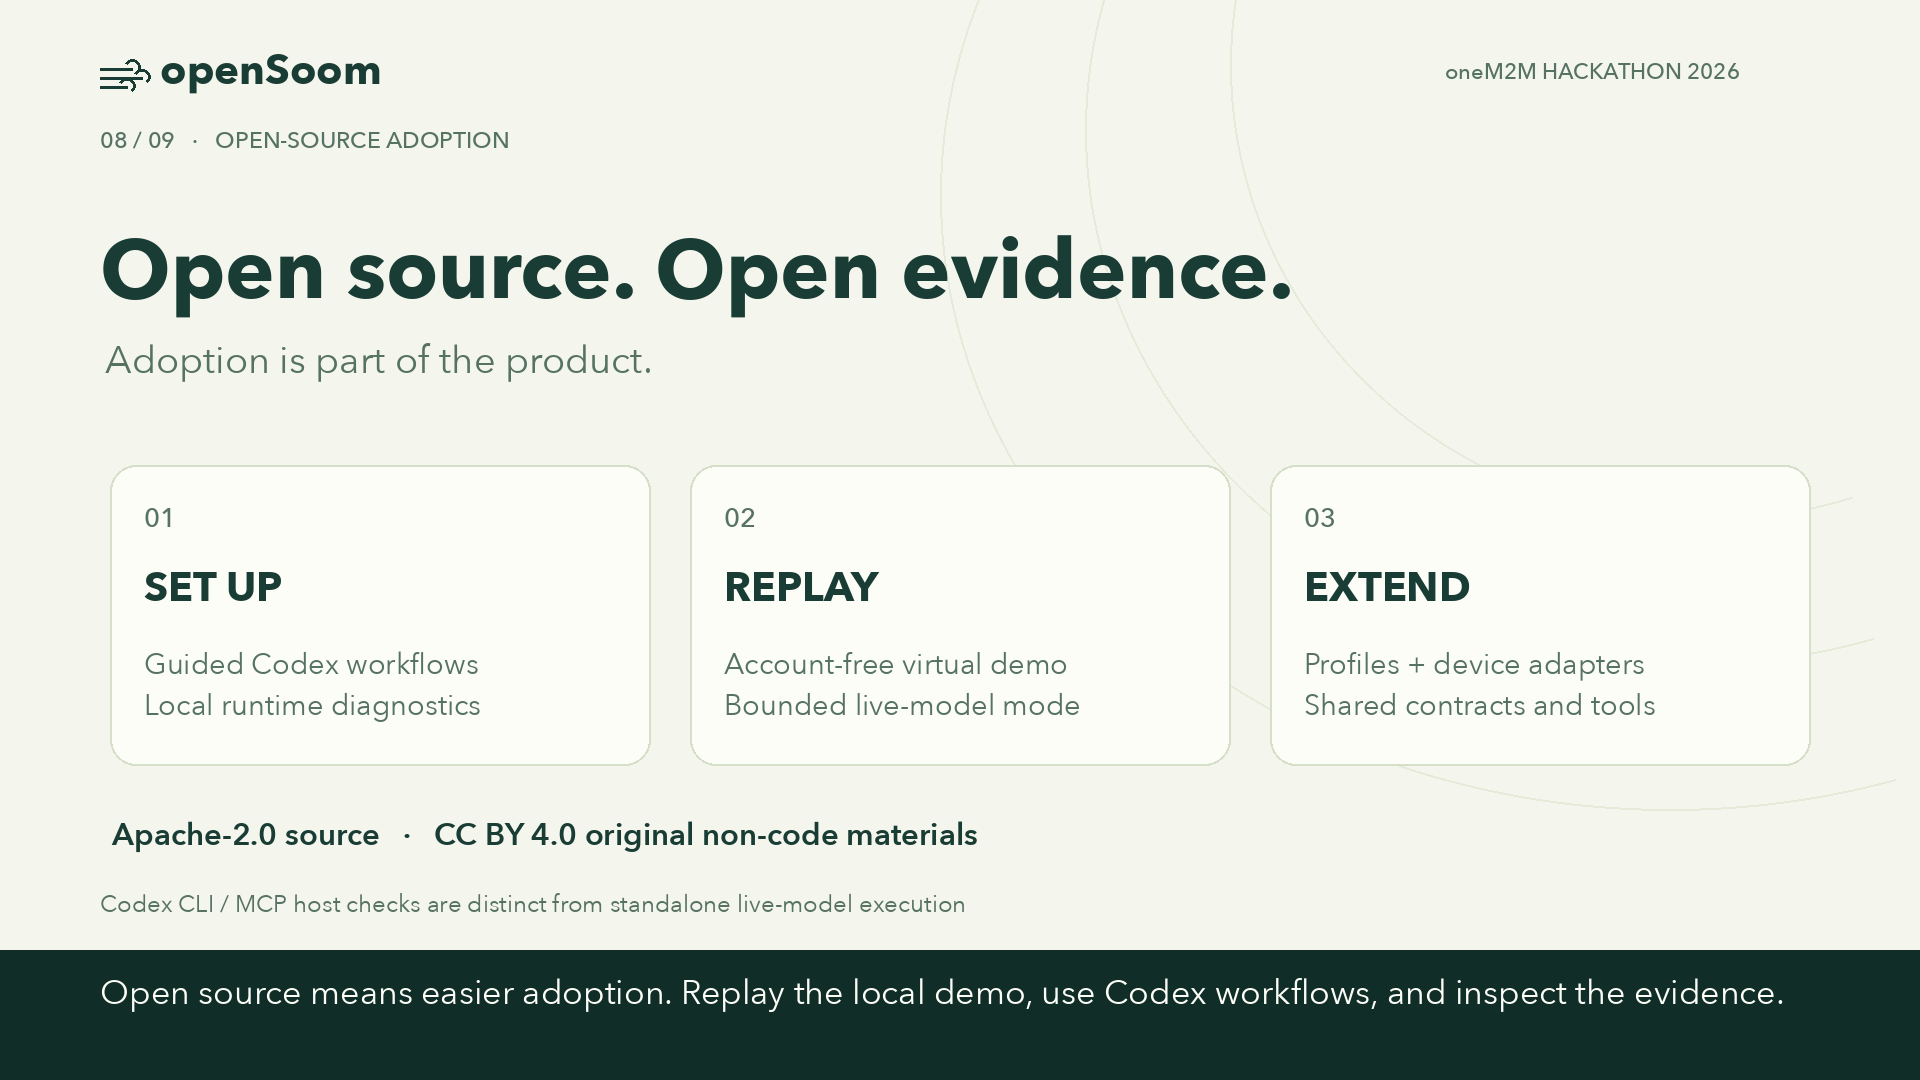 openSoom
oneM2M HACKATHON 2026
08 / 09 · OPEN-SOURCE ADOPTION
Open source. Open evidence.
Adoption is part of the product.
01
SET UP
Guided Codex workflows
Local runtime diagnostics
02
REPLAY
Account-free virtual demo
Bounded live-model mode
03
EXTEND
Profiles + device adapters
Shared contracts and tools
Apache-2.0 source · CC BY 4.0 original non-code materials
Codex CLI / MCP host checks are distinct from standalone live-model execution
Open source means easier adoption. Replay the local demo, use Codex workflows, and inspect the evidence.